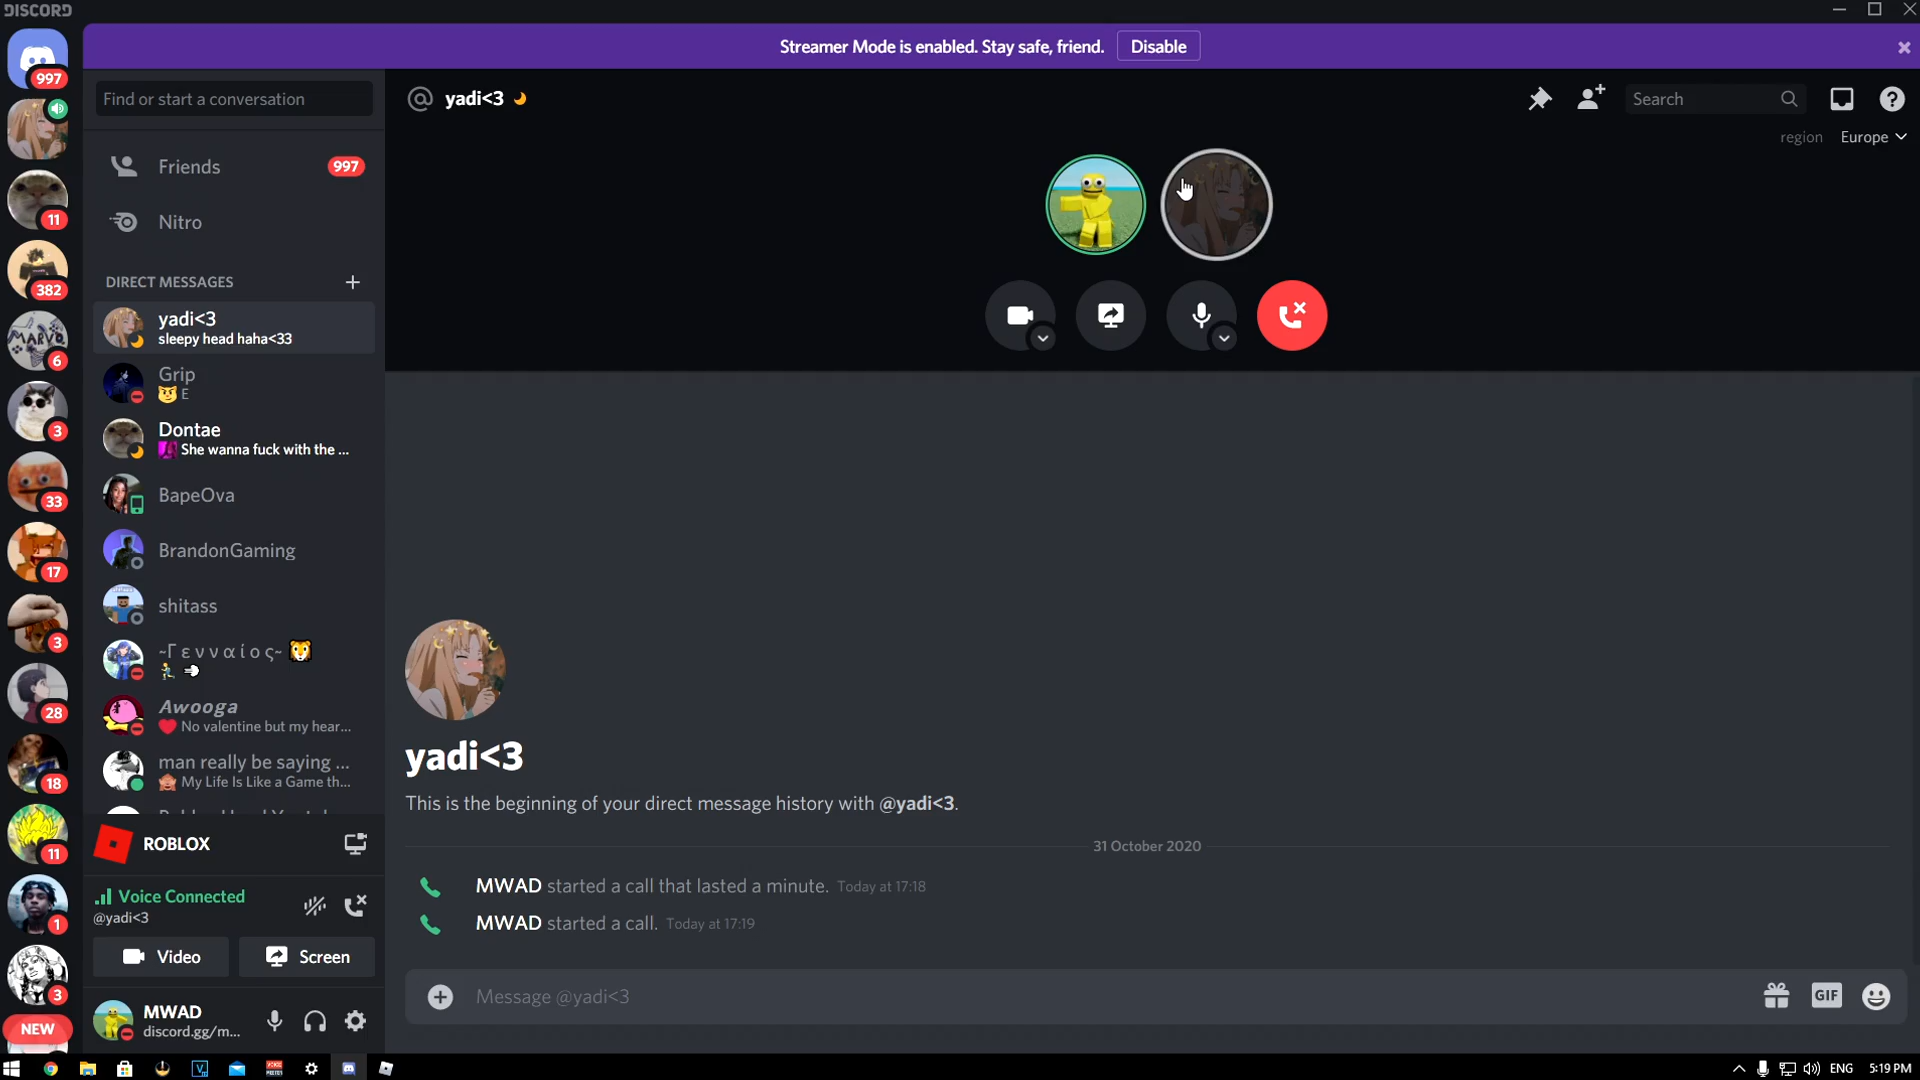 DISCORD
Streamer Mode is enabled. Stay safe, friend. Disable
997
Find or start a conversation
@ yadi<3
Search
region Europe
Friends 997
11
Nitro
382
DIRECT MESSAGES
yadi<3
sleepy head haha<33
MARVO
6
Grip
E
3
Dontae
She wanna fuck with the ...
BapeOva
33
BrandonGaming
17
shitass
3
~Γ ε ν ν α ί ο ς~
28
Awooga
No valentine but my hear...
man really be saying ...
My Life Is Like a Game th...
18
yadi<3
This is the beginning of your direct message history with @yadi<3.
ROBLOX
11
31 October 2020
MWAD started a call that lasted a minute. Today at 17:18
Voice Connected
@yadi<3
1
MWAD started a call. Today at 17:19
Video
Screen
3
Message @yadi<3
GIF
MWAD
discord.gg/m...
NEW
ENG
5:19 PM